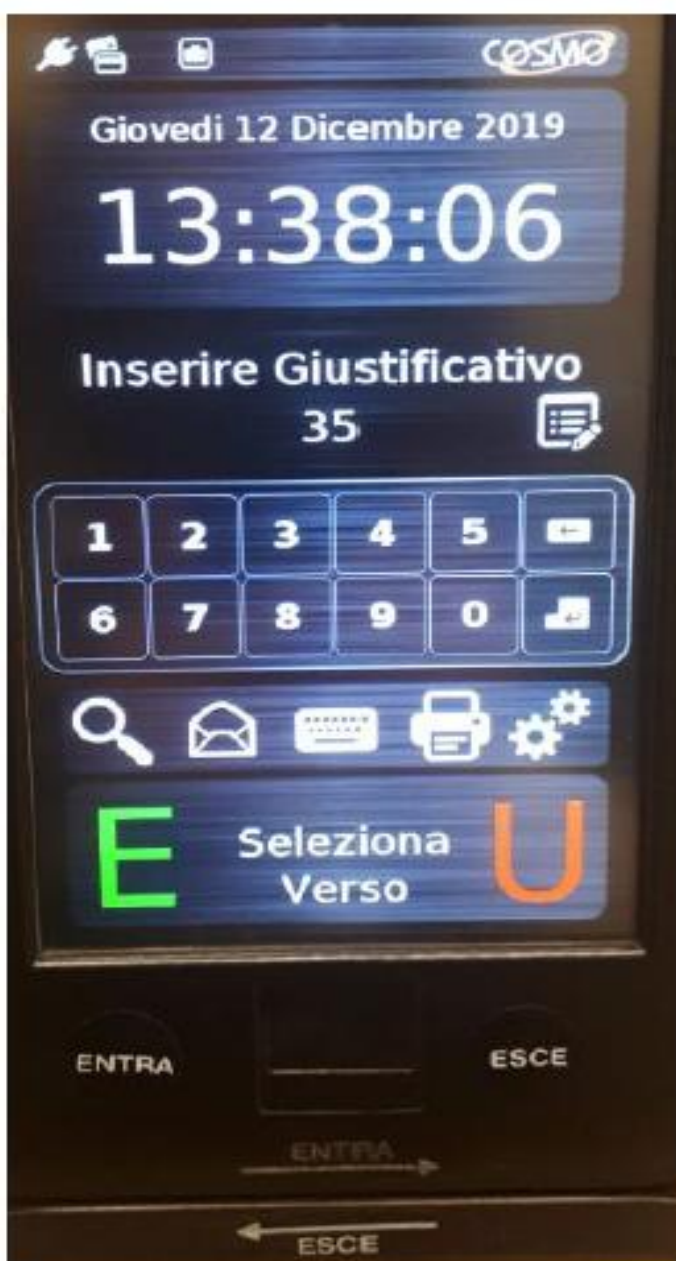 COSMO
Giovedi 12 Dicembre 2019
13:38:06
Inserire Giustificativo
35
1 2 3 4 5
6 7 8 9 0
E Seleziona U
Verso
ENTRA ESCE
ENTRA
ESCE